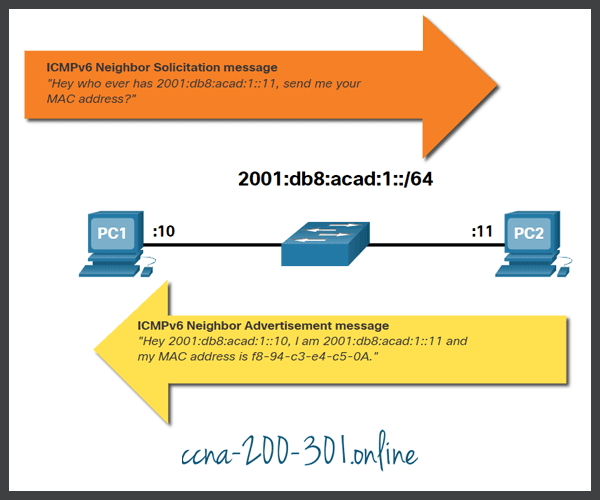 ICMPv6 Neighbor Solicitation message
"Hey who ever has 2001:db8:acad:1::11, send me your
MAC address?"
2001:db8:acad:1::/64
PC1
:10
:11
PC2
ICMPv6 Neighbor Advertisement message
"Hey 2001:db8:acad:1::10, I am 2001:db8:acad:1::11 and
my MAC address is f8-94-c3-e4-c5-0A."
ccna-200-301.online